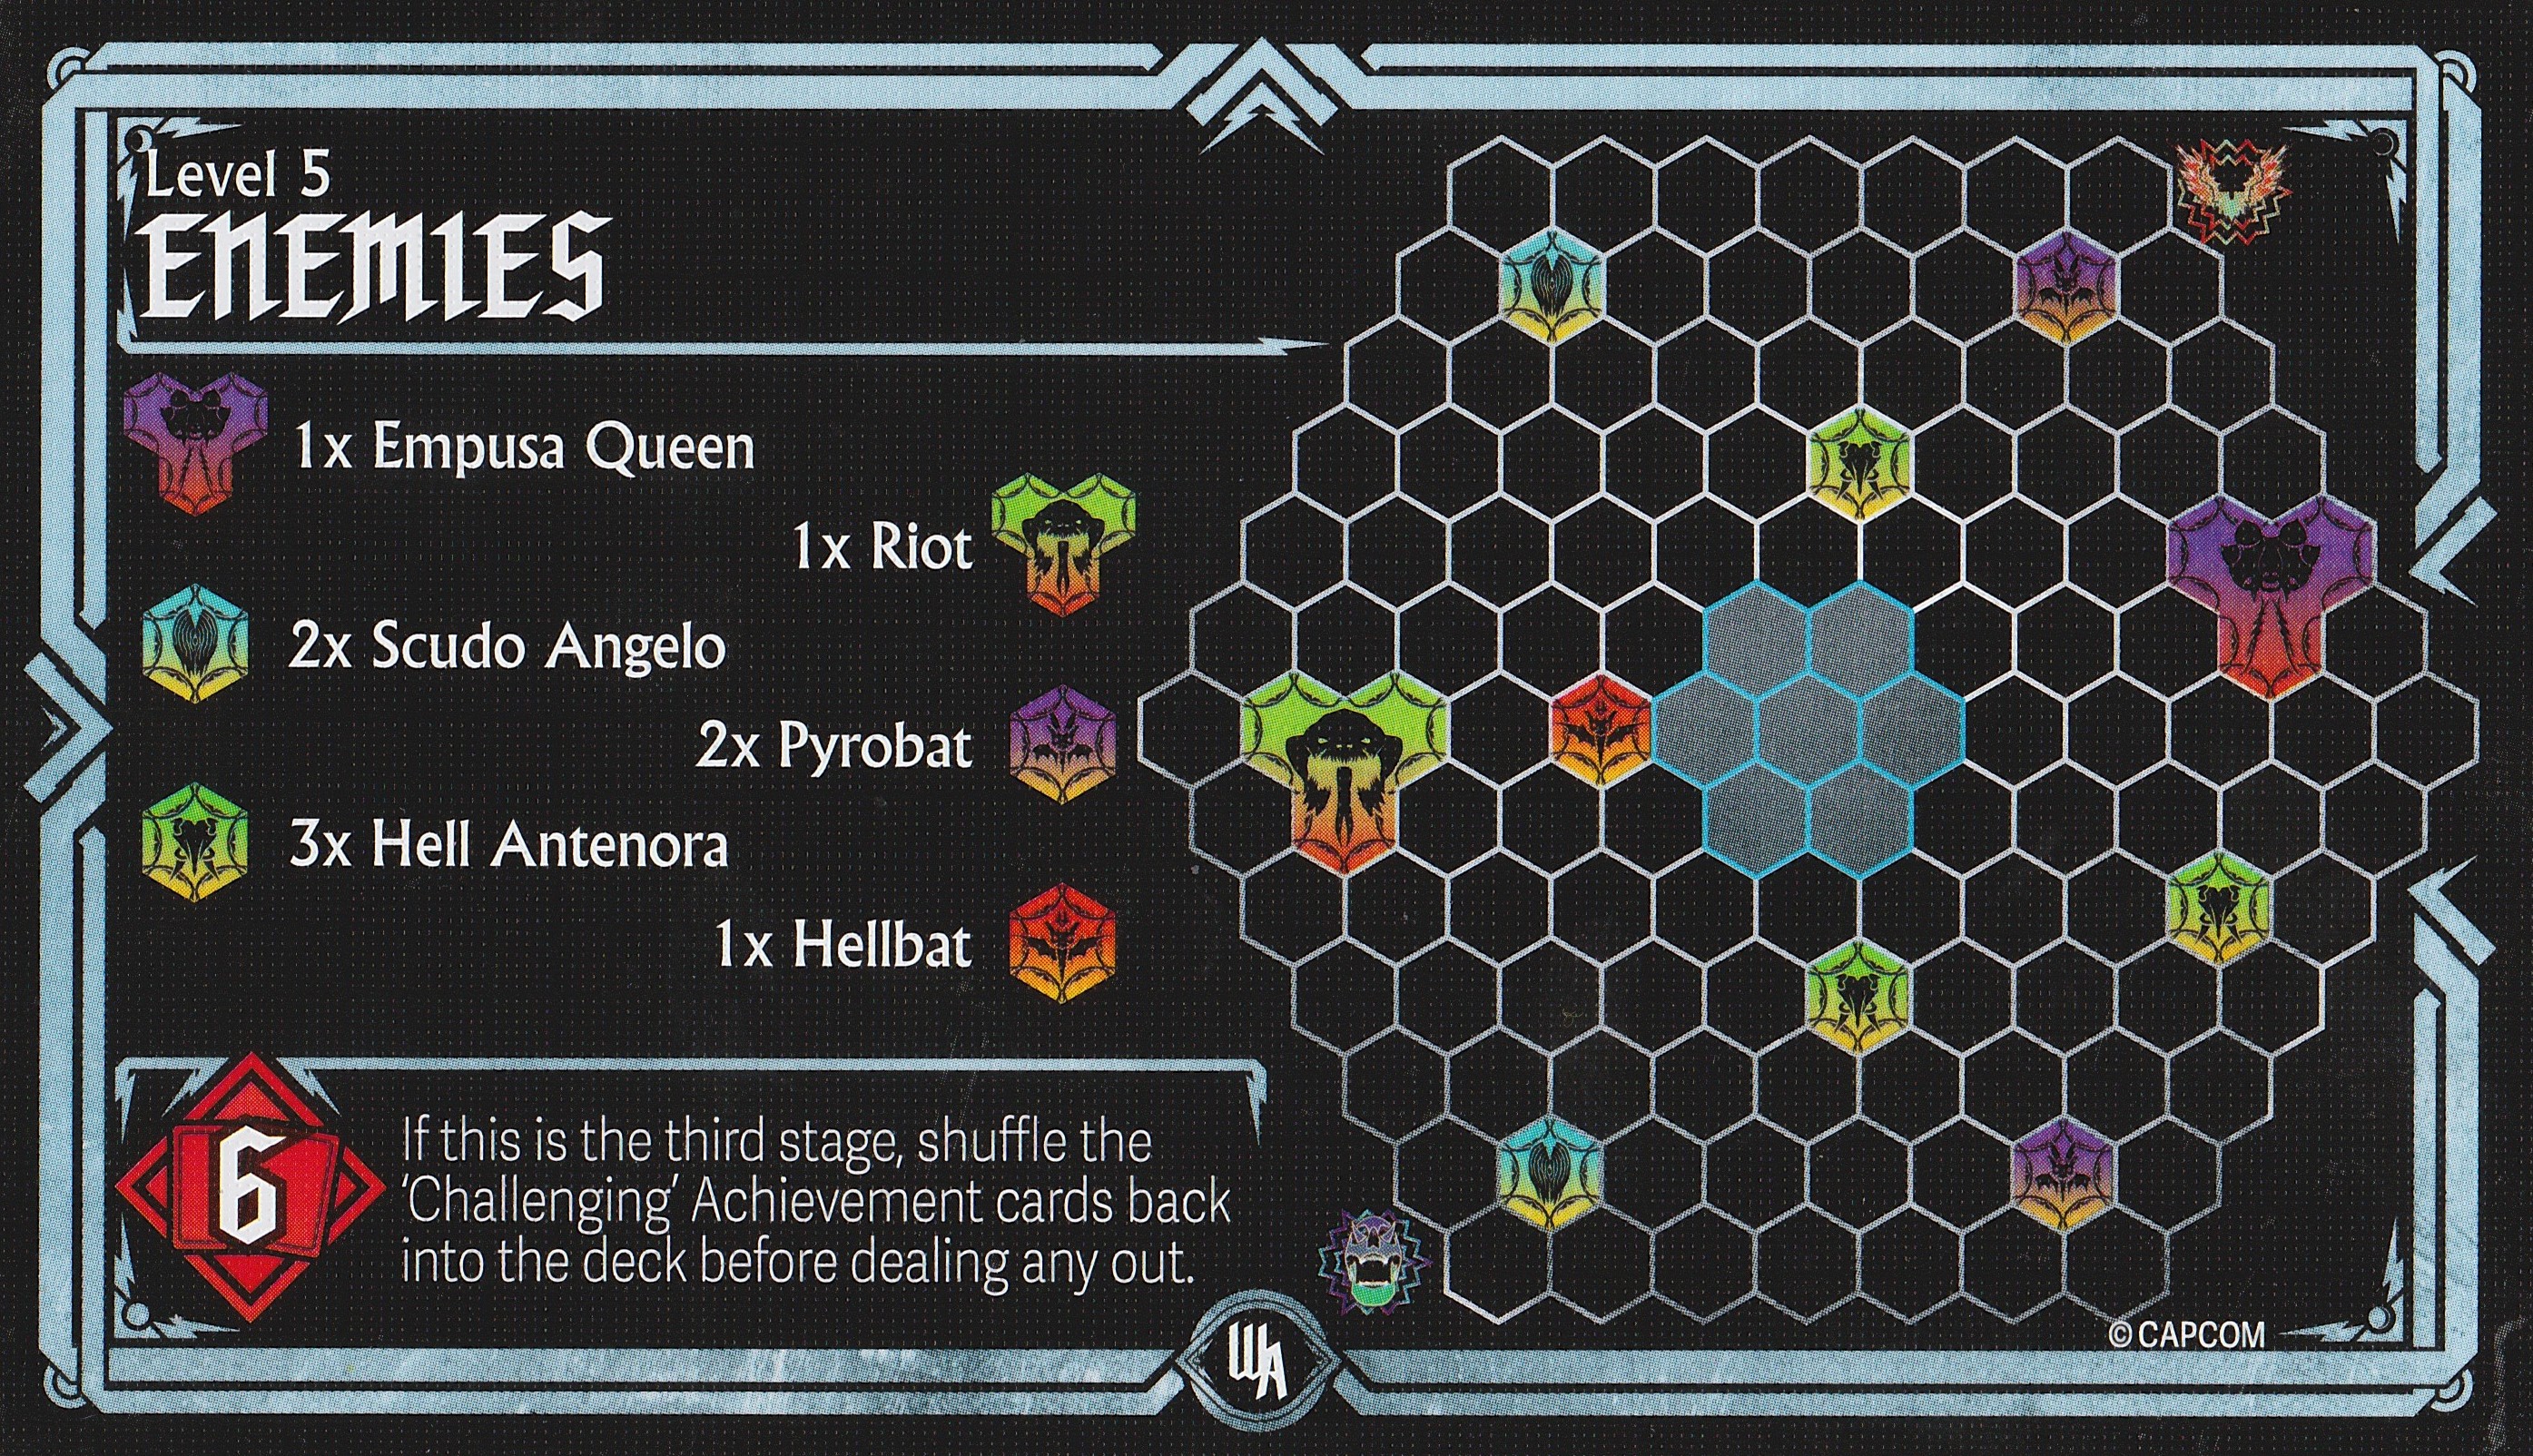 Level 5
ENEMIES
1x Empusa Queen
1x Riot
2x Scudo Angelo
2x Pyrobat
3x Hell Antenora
1x Hellbat
6
If this is the third stage, shuffle the
'Challenging' Achievement cards back
into the deck before dealing any out.
WA
© CAPCOM